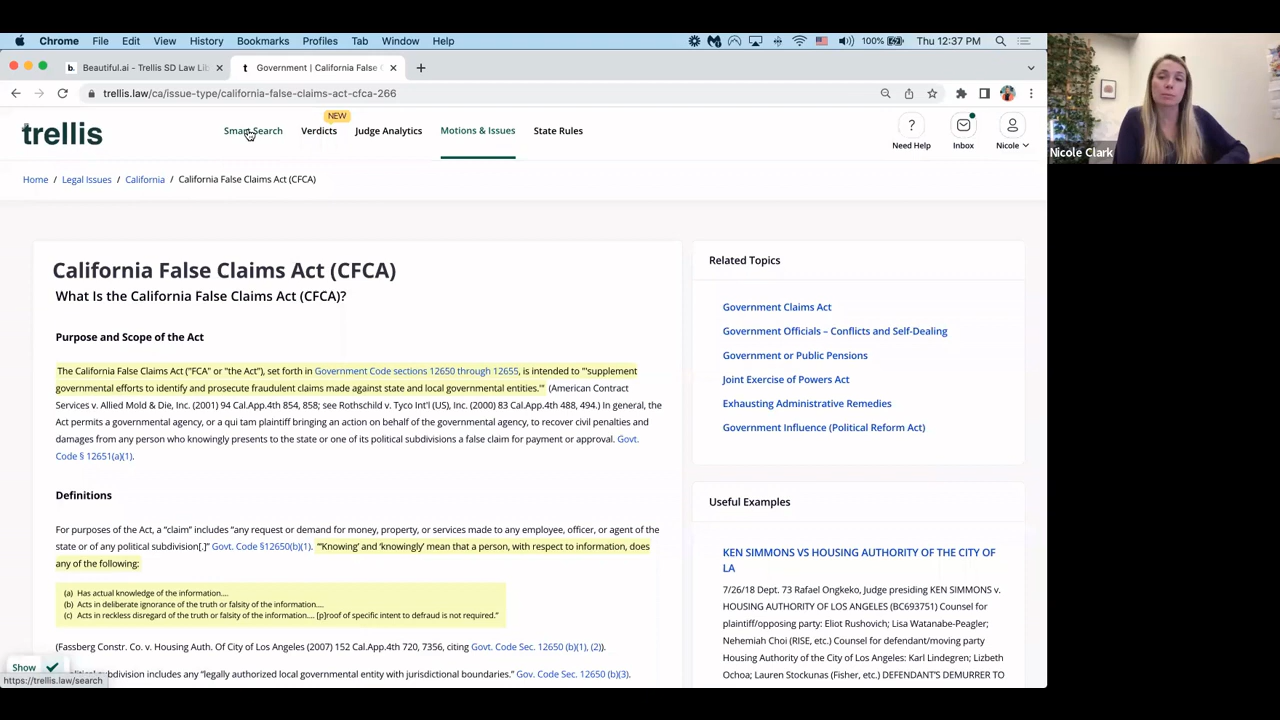 Chrome File Edit View History Bookmarks Profiles Tab Window Help 100% Thu 12:37 PM
b. Beautiful.ai - Trellis SD Law Lib
t Government | California False C
trellis.law/ca/issue-type/california-false-claims-act-cfca-266
trellis
Smart Search
NEW
Verdicts
Judge Analytics
Motions & Issues
State Rules
? Need Help
Inbox
Nicole
Nicole Clark
Home / Legal Issues / California / California False Claims Act (CFCA)
California False Claims Act (CFCA)
What Is the California False Claims Act (CFCA)?
Purpose and Scope of the Act
The California False Claims Act ("FCA" or "the Act"), set forth in Government Code sections 12650 through 12655, is intended to "'supplement
governmental efforts to identify and prosecute fraudulent claims made against state and local governmental entities.'" (American Contract
Services v. Allied Mold & Die, Inc. (2001) 94 Cal.App.4th 854, 858; see Rothschild v. Tyco Int'l (US), Inc. (2000) 83 Cal.App.4th 488, 494.) In general, the
Act permits a governmental agency, or a qui tam plaintiff bringing an action on behalf of the governmental agency, to recover civil penalties and
damages from any person who knowingly presents to the state or one of its political subdivisions a false claim for payment or approval. Govt.
Code § 12651(a)(1).
Definitions
For purposes of the Act, a "claim" includes "any request or demand for money, property, or services made to any employee, officer, or agent of the
state or of any political subdivision[.]" Govt. Code §12650(b)(1). "'Knowing' and 'knowingly' mean that a person, with respect to information, does
any of the following:
(a) Has actual knowledge of the information....
(b) Acts in deliberate ignorance of the truth or falsity of the information....
(c) Acts in reckless disregard of the truth or falsity of the information.... [p]roof of specific intent to defraud is not required."
(Fassberg Constr. Co. v. Housing Auth. Of City of Los Angeles (2007) 152 Cal.App.4th 720, 7356, citing Govt. Code Sec. 12650 (b)(1), (2)).
subdivision includes any "legally authorized local governmental entity with jurisdictional boundaries." Gov. Code Sec. 12650 (b)(3).
Show
https://trellis.law/search
Related Topics
Government Claims Act
Government Officials – Conflicts and Self-Dealing
Government or Public Pensions
Joint Exercise of Powers Act
Exhausting Administrative Remedies
Government Influence (Political Reform Act)
Useful Examples
KEN SIMMONS VS HOUSING AUTHORITY OF THE CITY OF
LA
7/26/18 Dept. 73 Rafael Ongkeko, Judge presiding KEN SIMMONS v.
HOUSING AUTHORITY OF LOS ANGELES (BC693751) Counsel for
plaintiff/opposing party: Eliot Rushovich; Lisa Watanabe-Peagler;
Nehemiah Choi (RISE, etc.) Counsel for defendant/moving party
Housing Authority of the City of Los Angeles: Karl Lindegren; Lizbeth
Ochoa; Lauren Stockunas (Fisher, etc.) DEFENDANT'S DEMURRER TO